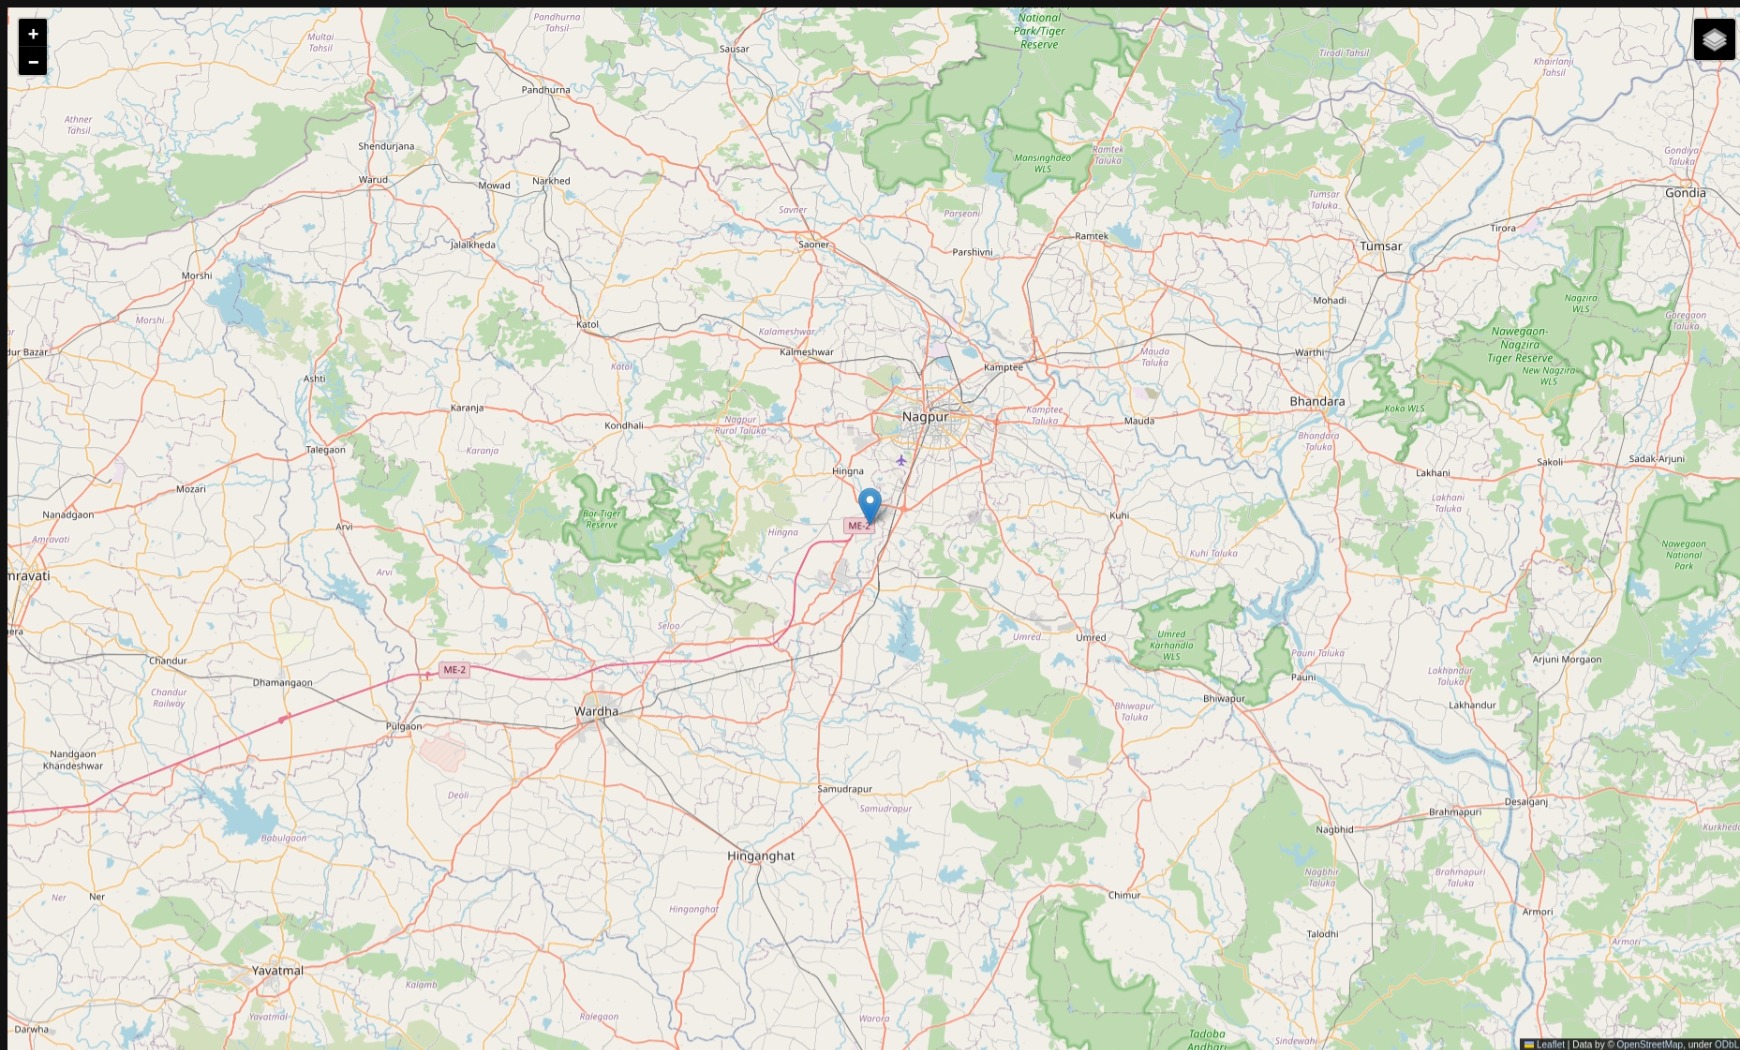 +
−
Multai
Tahsil
Pandhurna
Tahsil
Sausar
National
Park/Tiger
Reserve
Tirodi Tahsil
Khairlanji
Tahsil
Pandhurna
Athner
Tahsil
Shendurjana
Mansinghdeo
WLS
Ramtek
Taluka
Gondiya
Taluka
Warud
Mowad
Narkhed
Tumsar
Taluka
Gondia
Savner
Parseoni
Jalalkheda
Saoner
Parshivni
Ramtek
Tumsar
Tirora
Morshi
Mohadi
Nagzira
WLS
Morshi
Katol
Kalameshwar
Goregaon
Taluka
dur Bazar
Kalmeshwar
Kamptee
Mauda
Taluka
Warthi
Nawegaon-
Nagzira
Tiger Reserve
New Nagzira
WLS
Ashti
Katol
Karanja
Kondhali
Nagpur
Rural Taluka
Nagpur
Kamptee
Taluka
Mauda
Bhandara
Koka WLS
Talegaon
Karanja
Bhandara
Taluka
Hingna
Lakhani
Sakoli
Sadak-Arjuni
Mozari
Nanadgaon
Arvi
Bor Tiger
Reserve
ME-2
Kuhi
Lakhani
Taluka
Amravati
Hingna
Kuhi Taluka
Nawegaon
National
Park
mravati
Arvi
era
Seloo
Umred
Umred
Umred
Karhandla
WLS
Pauni Taluka
Chandur
ME-2
Arjuni Morgaon
Lakhandur
Taluka
Pauni
Dhamangaon
Chandur
Railway
Wardha
Bhiwapur
Bhiwapur
Taluka
Lakhandur
Pulgaon
Nandgaon
Khandeshwar
Deoli
Samudrapur
Samudrapur
Desaiganj
Brahmapuri
Nagbhid
Kurkheda
Babulgaon
Hinganghat
Nagbhir
Taluka
Brahmapuri
Taluka
Ner
Ner
Chimur
Hinganghat
Armori
Talodhi
Armori
Yavatmal
Kalamb
Yavatmal
Ralegaon
Warora
Darwha
Tadoba
Andhari
Sindewahi
Leaflet | Data by © OpenStreetMap, under ODbL